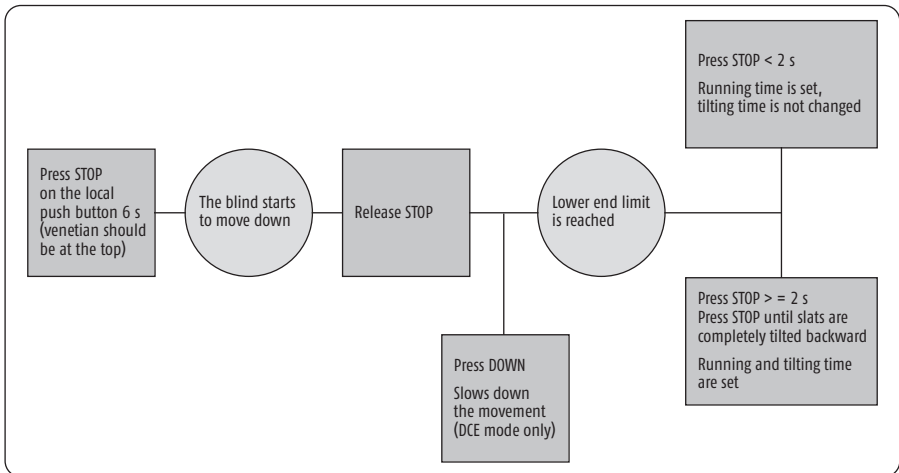 Press STOP
on the local
push button 6 s
(venetian should
be at the top)
The blind starts
to move down
Release STOP
Press DOWN
Slows down
the movement
(DCE mode only)
Lower end limit
is reached
Press STOP < 2 s
Running time is set,
tilting time is not changed
Press STOP > = 2 s
Press STOP until slats are
completely tilted backward
Running and tilting time
are set